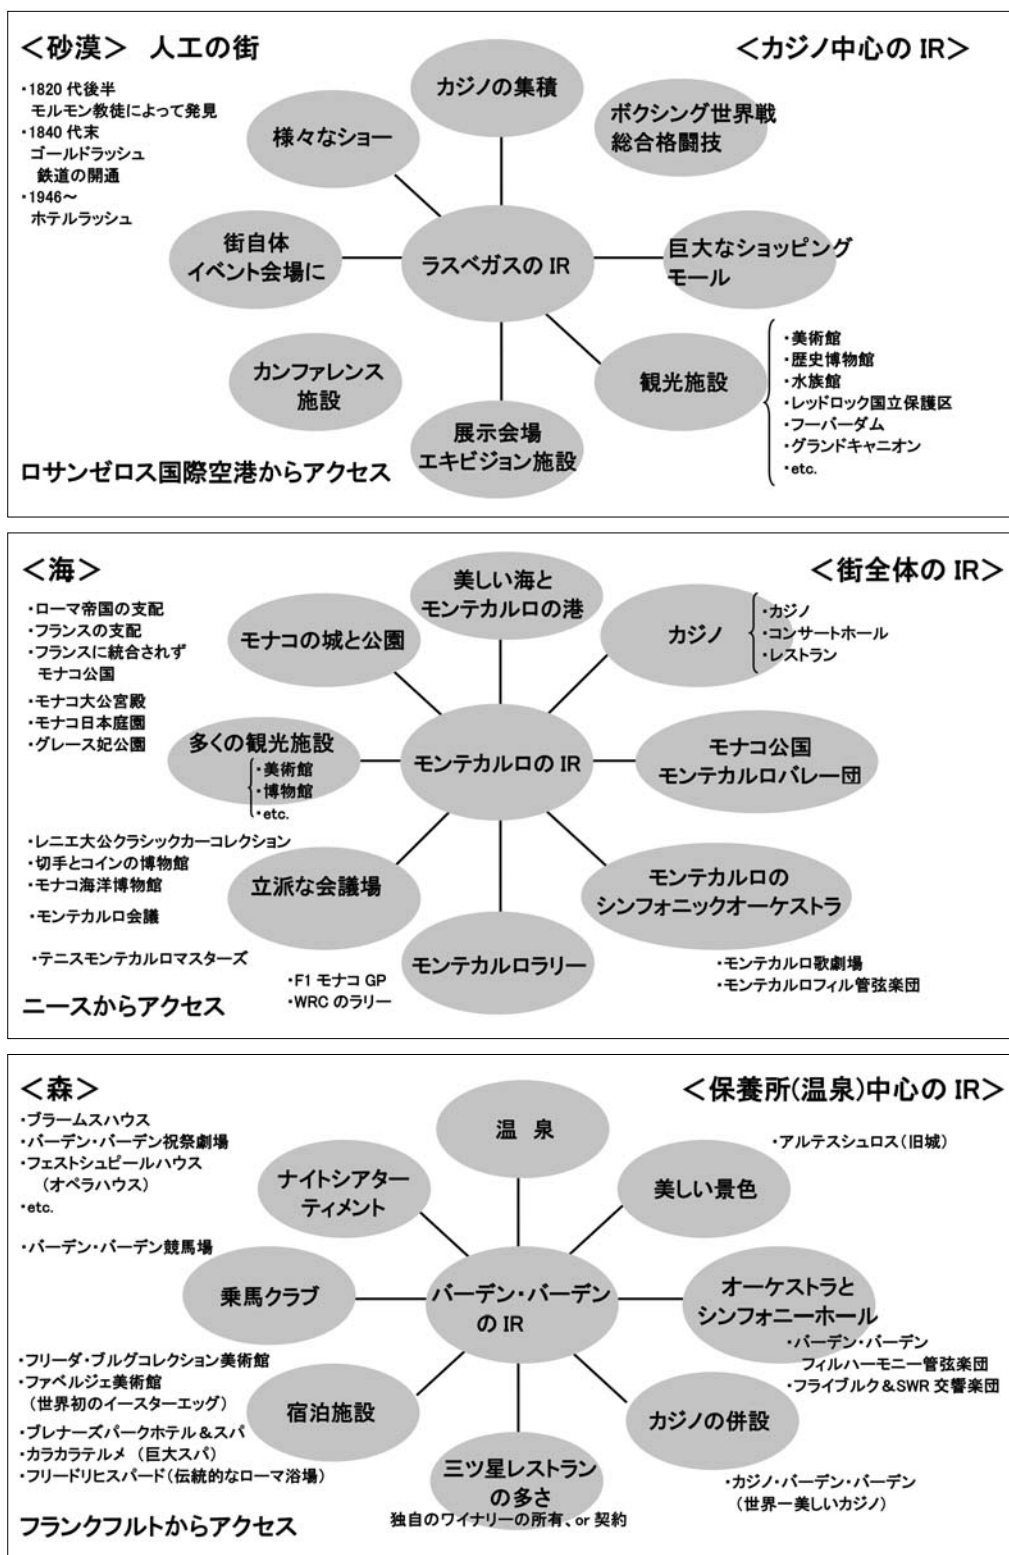 <砂漠> 人工の街
<カジノ中心の IR>
・1820 代後半
モルモン教徒によって発見
・1840 代末
ゴールドラッシュ
鉄道の開通
・1946～
ホテルラッシュ
カジノの集積
様々なショー
ボクシング世界戦
総合格闘技
街自体
イベント会場に
ラスベガスの IR
巨大なショッピング
モール
カンファレンス
施設
展示会場
エキビジョン施設
観光施設
・美術館
・歴史博物館
・水族館
・レッドロック国立保護区
・フーバーダム
・グランドキャニオン
・etc.
ロサンゼロス国際空港からアクセス
<海>
<街全体の IR>
・ローマ帝国の支配
・フランスの支配
・フランスに統合されず
モナコ公国
・モナコ大公宮殿
・モナコ日本庭園
・グレース妃公園
美しい海と
モンテカルロの港
モナコの城と公園
カジノ
・カジノ
・コンサートホール
・レストラン
多くの観光施設
・美術館
・博物館
・etc.
モンテカルロの IR
モナコ公国
モンテカルロバレー団
・レニエ大公クラシックカーコレクション
・切手とコインの博物館
・モナコ海洋博物館
・モンテカルロ会議
・テニスモンテカルロマスターズ
立派な会議場
モンテカルロの
シンフォニックオーケストラ
・モンテカルロ歌劇場
・モンテカルロフィル管弦楽団
モンテカルロラリー
・F1 モナコ GP
・WRC のラリー
ニースからアクセス
<森>
<保養所(温泉)中心の IR>
・ブラームスハウス
・バーデン・バーデン祝祭劇場
・フェストシュピールハウス
(オペラハウス)
・etc.
・バーデン・バーデン競馬場
温 泉
ナイトシアター
ティメント
・アルテスシュロス(旧城)
美しい景色
乗馬クラブ
バーデン・バーデン
の IR
オーケストラと
シンフォニーホール
・バーデン・バーデン
フィルハーモニー管弦楽団
・フライブルク＆SWR 交響楽団
・フリーダ・ブルグコレクション美術館
・ファベルジェ美術館
(世界初のイースターエッグ)
・ブレナーズパークホテル＆スパ
・カラカラテルメ (巨大スパ)
・フリードリヒスパード(伝統的なローマ浴場)
宿泊施設
カジノの併設
・カジノ・バーデン・バーデン
(世界一美しいカジノ)
三ツ星レストラン
の多さ
独自のワイナリーの所有、or 契約
フランクフルトからアクセス